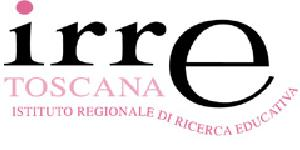 irre
TOSCANA
ISTITUTO REGIONALE DI RICERCA EDUCATIVA